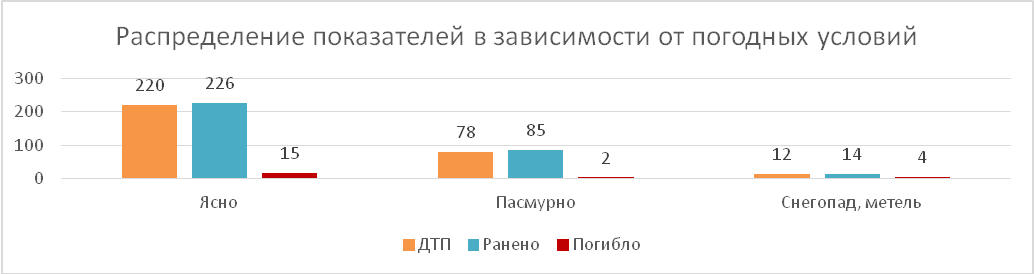 Распределение показателей в зависимости от погодных условий
300
200
100
0
220
226
15
78
85
2
12
14
4
Ясно
Пасмурно
Снегопад, метель
ДТП Ранено Погибло